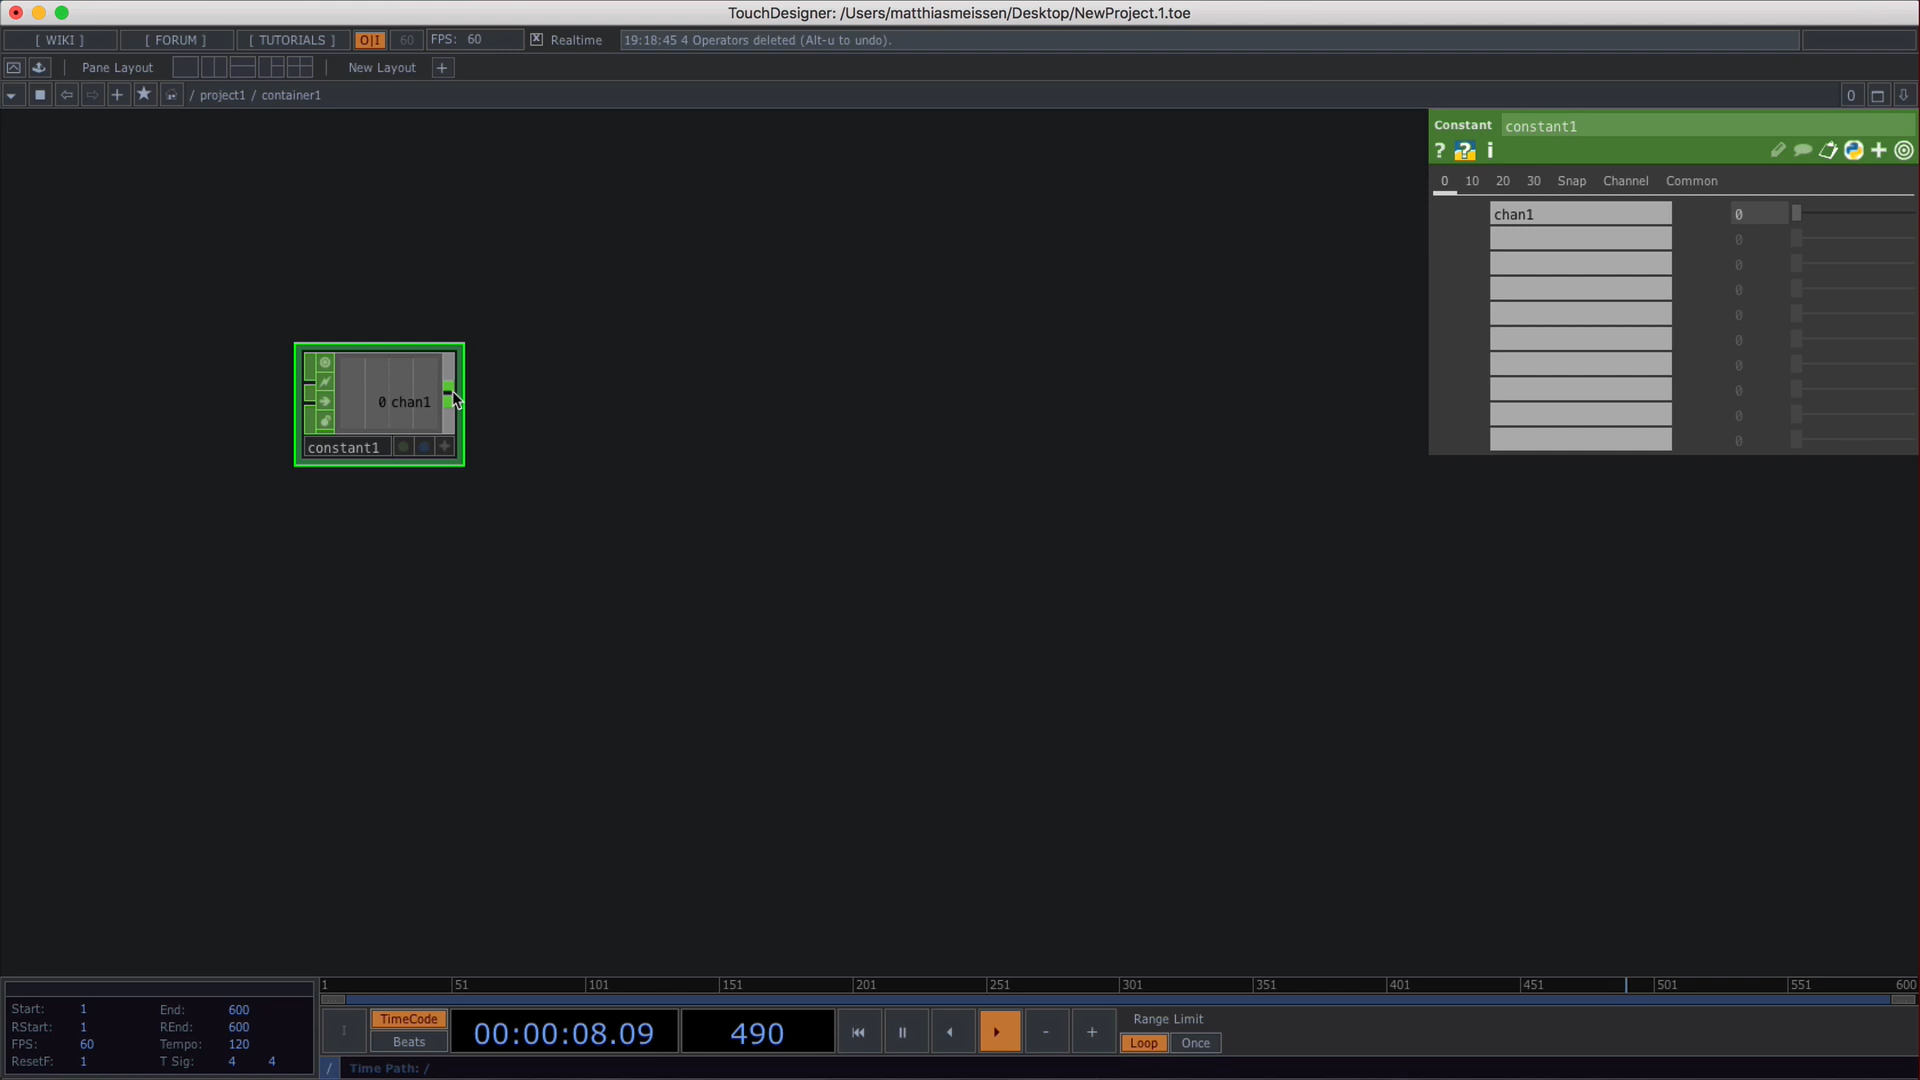 TouchDesigner: /Users/matthiasmeissen/Desktop/NewProject.1.toe
[ WIKI ] [ FORUM ] [ TUTORIALS ] O|I 60 FPS: 60 Realtime 19:18:45 4 Operators deleted (Alt-u to undo).
Pane Layout New Layout +
/ project1 / container1 0
Constant constant1
? ? i
0 10 20 30 Snap Channel Common
chan1 0
0
0
0
0
0
0
0
0
0
0 chan1
constant1
1 51 101 151 201 251 301 351 401 451 501 551 600
Start: 1 End: 600
RStart: 1 REnd: 600
FPS: 60 Tempo: 120
ResetF: 1 T Sig: 4 4
I TimeCode
Beats
00:00:08.09 490 - +
Range Limit
Loop Once
/ Time Path: /